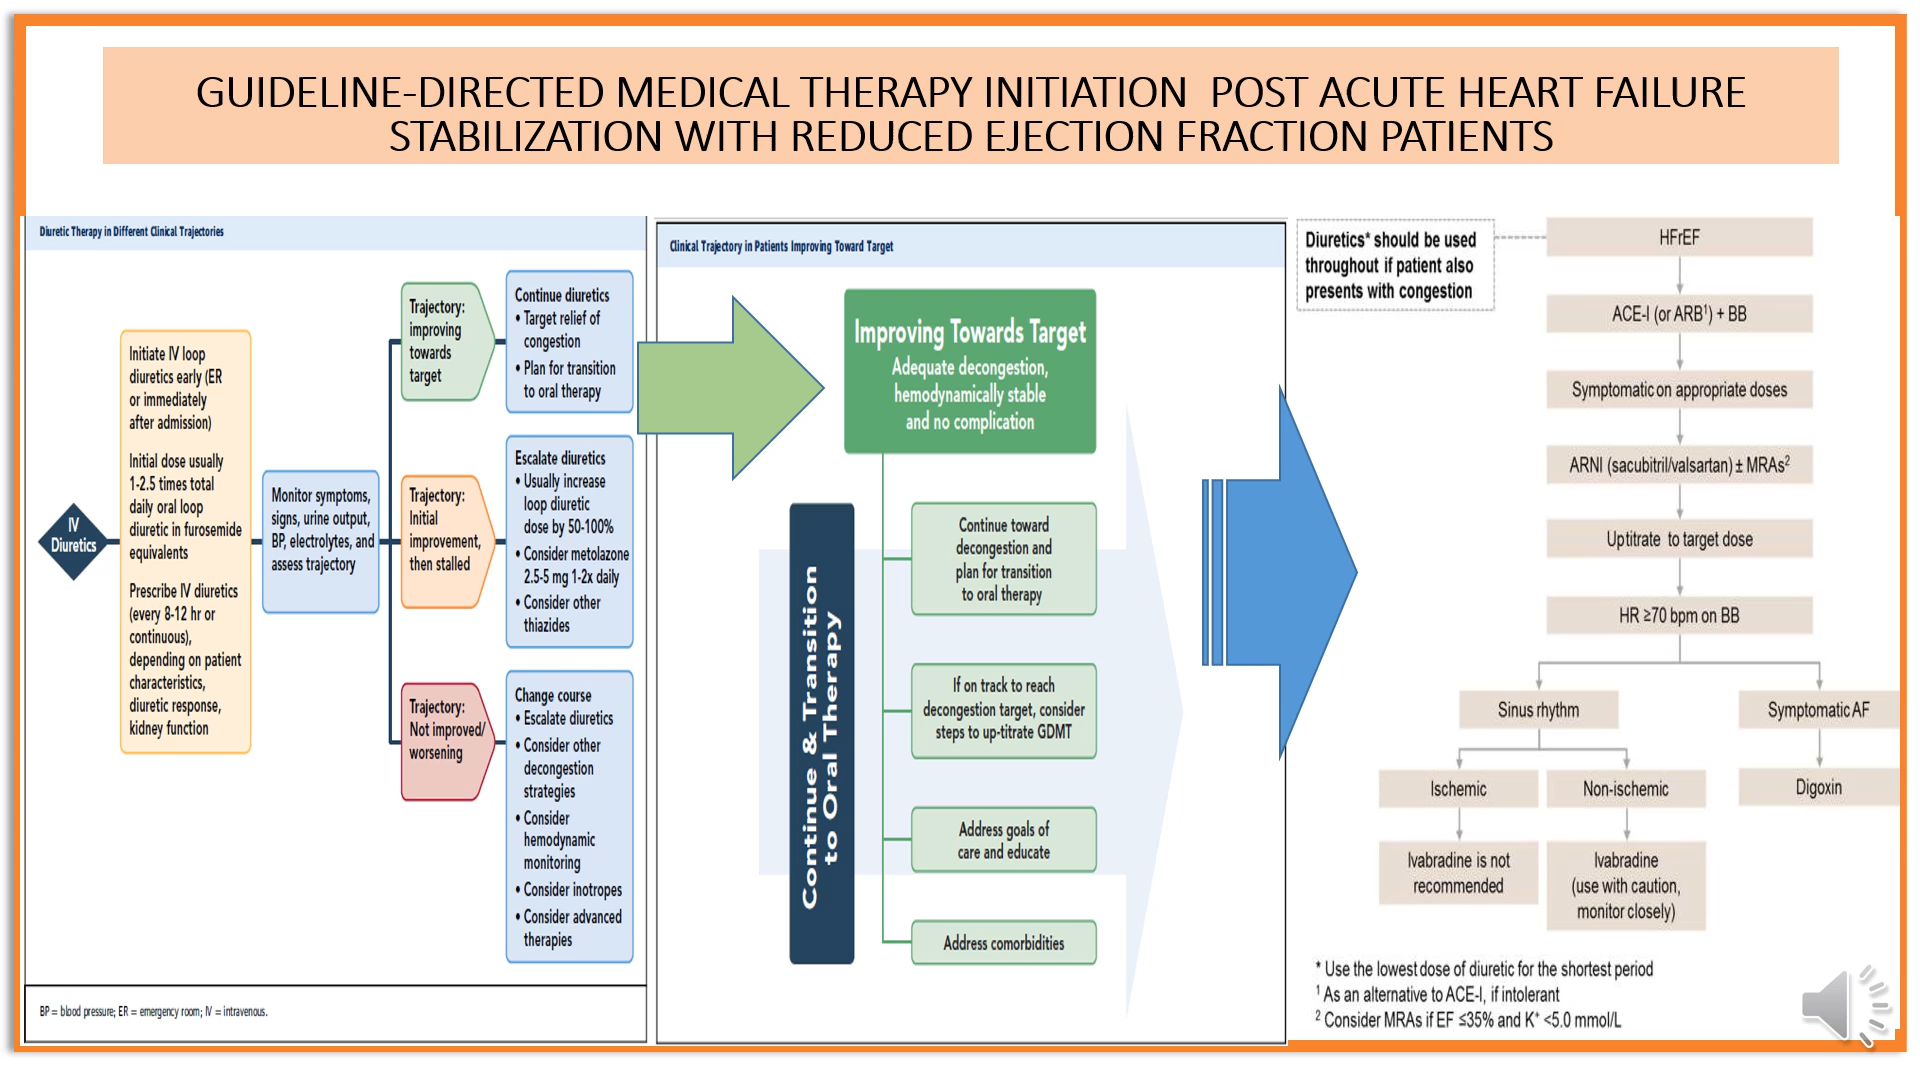 GUIDELINE-DIRECTED MEDICAL THERAPY INITIATION  POST ACUTE HEART FAILURE
STABILIZATION WITH REDUCED EJECTION FRACTION PATIENTS
Diuretic Therapy in Different Clinical Trajectories
IV
Diuretics
Initiate IV loop
diuretics early (ER
or immediately
after admission)
Initial dose usually
1-2.5 times total
daily oral loop
diuretic in furosemide
equivalents
Prescribe IV diuretics
(every 8-12 hr or
continuous),
depending on patient
characteristics,
diuretic response,
kidney function
Monitor symptoms,
signs, urine output,
BP, electrolytes, and
assess trajectory
Trajectory:
improving
towards
target
Continue diuretics
• Target relief of
congestion
• Plan for transition
to oral therapy
Trajectory:
Initial
improvement,
then stalled
Escalate diuretics
• Usually increase
loop diuretic
dose by 50-100%
• Consider metolazone
2.5-5 mg 1-2x daily
• Consider other
thiazides
Trajectory:
Not improved/
worsening
Change course
• Escalate diuretics
• Consider other
decongestion
strategies
• Consider
hemodynamic
monitoring
• Consider inotropes
• Consider advanced
therapies
BP = blood pressure; ER = emergency room; IV = intravenous.
Clinical Trajectory in Patients Improving Toward Target
Improving Towards Target
Adequate decongestion,
hemodynamically stable
and no complication
Continue & Transition
to Oral Therapy
Continue toward
decongestion and
plan for transition
to oral therapy
If on track to reach
decongestion target, consider
steps to up-titrate GDMT
Address goals of
care and educate
Address comorbidities
Diuretics* should be used
throughout if patient also
presents with congestion
HFrEF
ACE-I (or ARB¹) + BB
Symptomatic on appropriate doses
ARNI (sacubitril/valsartan) ± MRAs²
Uptitrate to target dose
HR ≥70 bpm on BB
Sinus rhythm
Symptomatic AF
Ischemic
Non-ischemic
Digoxin
Ivabradine is not
recommended
Ivabradine
(use with caution,
monitor closely)
* Use the lowest dose of diuretic for the shortest period
¹ As an alternative to ACE-I, if intolerant
² Consider MRAs if EF ≤35% and K⁺ <5.0 mmol/L